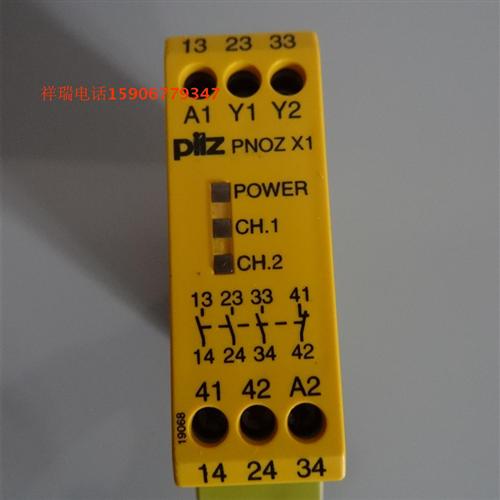 13 23 33
祥瑞电话15906779347
A1 Y1 Y2
pilz PNOZ X1
POWER
CH.1
CH.2
13 23 33 41
14 24 34 42
41 42 A2
19068
14 24 34